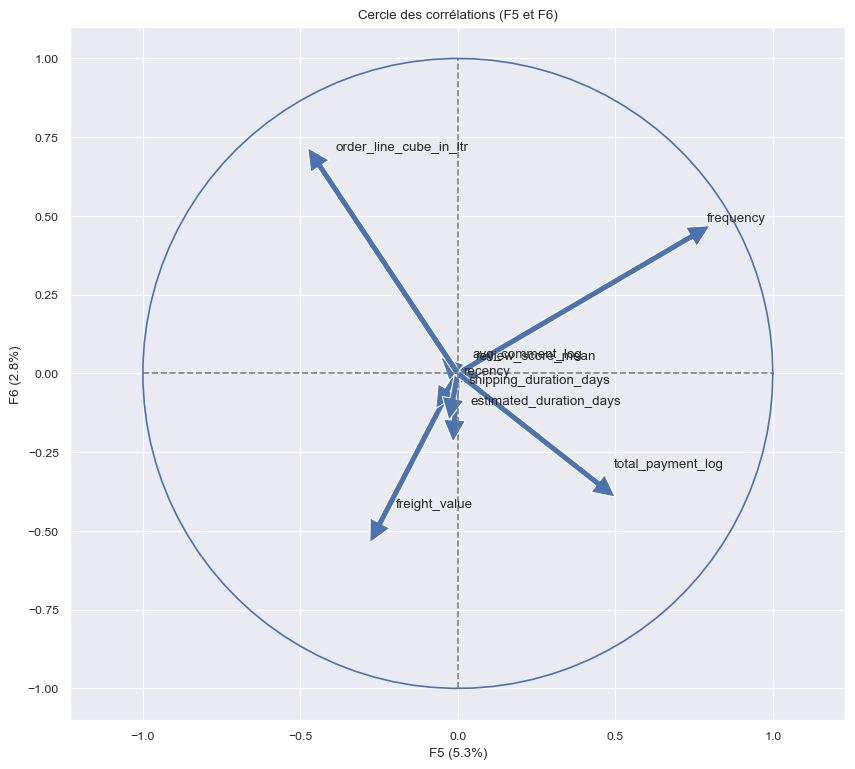 Cercle des corrélations (F5 et F6)
1.00
0.75
order_line_cube_in_ltr
0.50
frequency
0.25
avg_comment_log
review_score_mean
0.00
recency
shipping_duration_days
estimated_duration_days
−0.25
total_payment_log
freight_value
−0.50
−0.75
−1.00
−1.0 −0.5 0.0 0.5 1.0
F5 (5.3%)
F6 (2.8%)